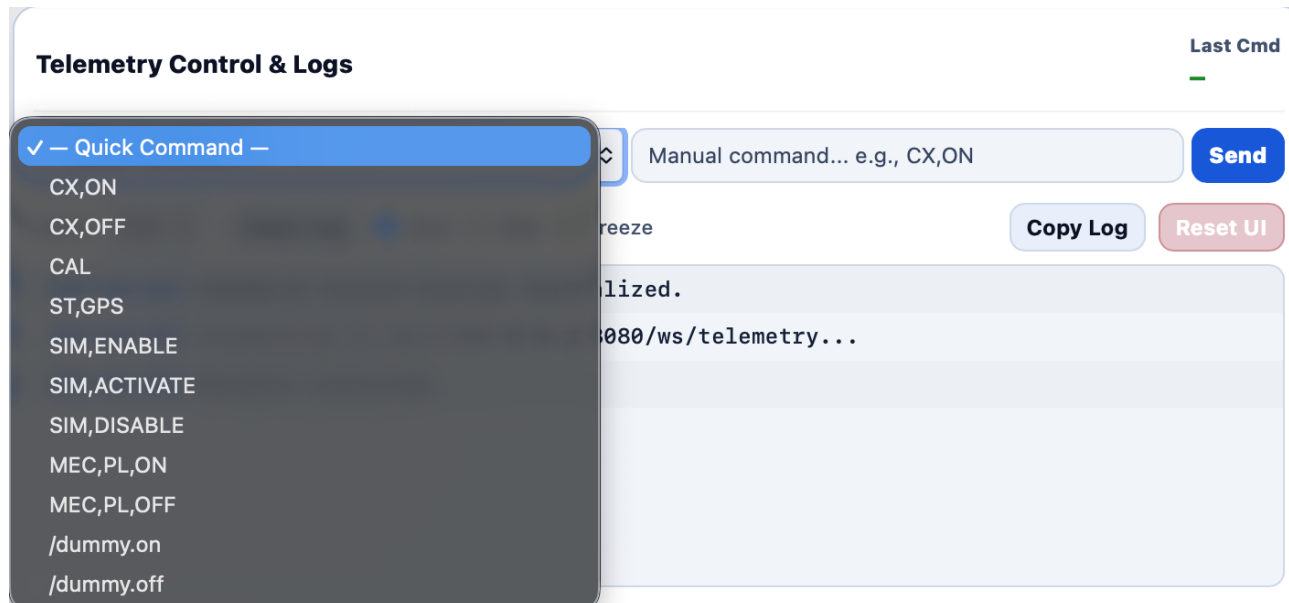 Telemetry Control & Logs
Last Cmd
–
✓ — Quick Command —
Manual command... e.g., CX,ON
Send
CX,ON
CX,OFF
CAL
ST,GPS
SIM,ENABLE
SIM,ACTIVATE
SIM,DISABLE
MEC,PL,ON
MEC,PL,OFF
/dummy.on
/dummy.off
reeze
Copy Log
Reset UI
lized.
8080/ws/telemetry...